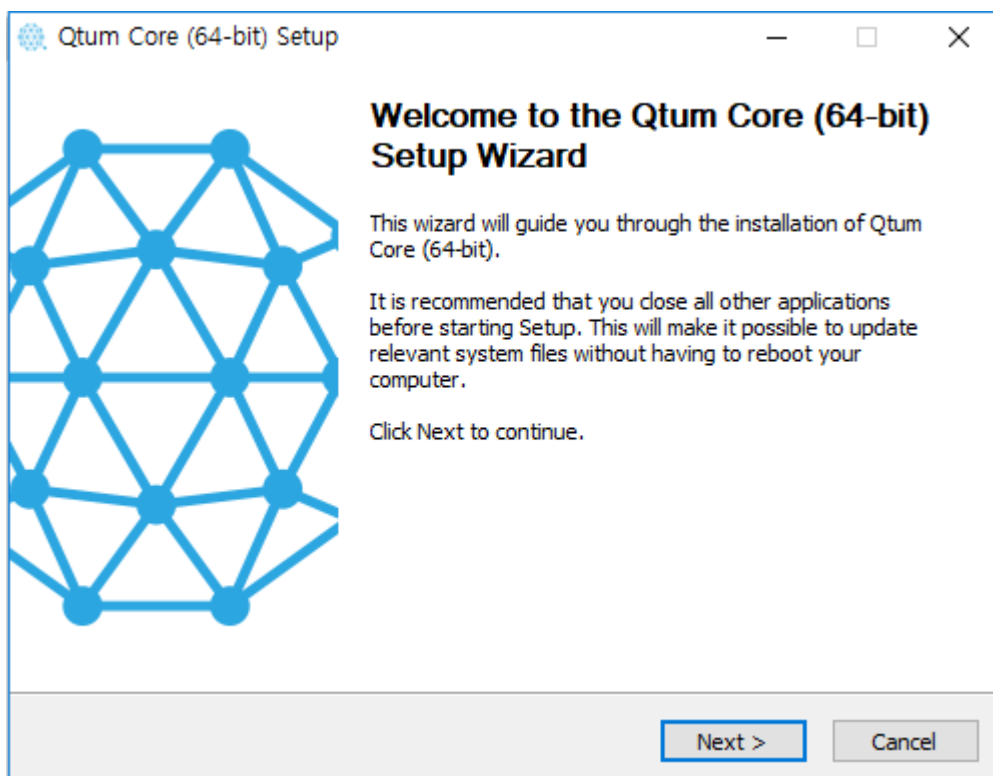 Qtum Core (64-bit) Setup
Welcome to the Qtum Core (64-bit)
Setup Wizard
This wizard will guide you through the installation of Qtum
Core (64-bit).
It is recommended that you close all other applications
before starting Setup. This will make it possible to update
relevant system files without having to reboot your
computer.
Click Next to continue.
Next >
Cancel